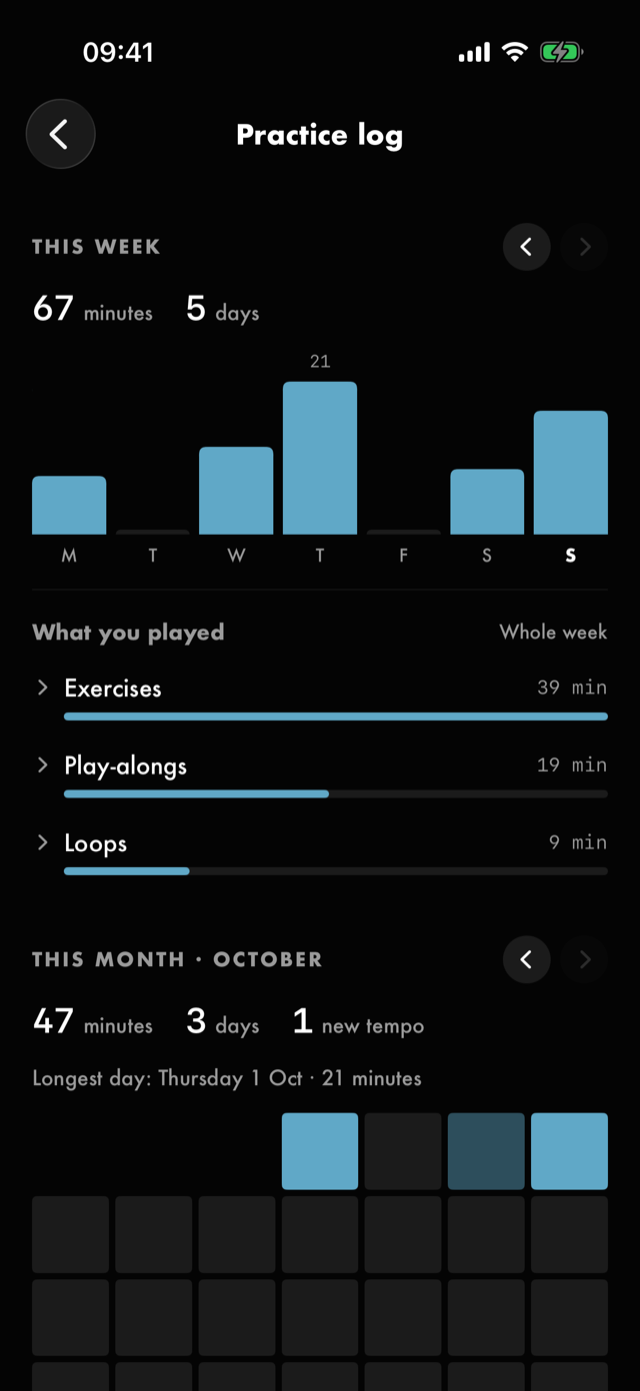 09:41
Practice log
THIS WEEK
67 minutes 5 days
21
M T W T F S S
What you played Whole week
Exercises 39 min
Play-alongs 19 min
Loops 9 min
THIS MONTH · OCTOBER
47 minutes 3 days 1 new tempo
Longest day: Thursday 1 Oct · 21 minutes